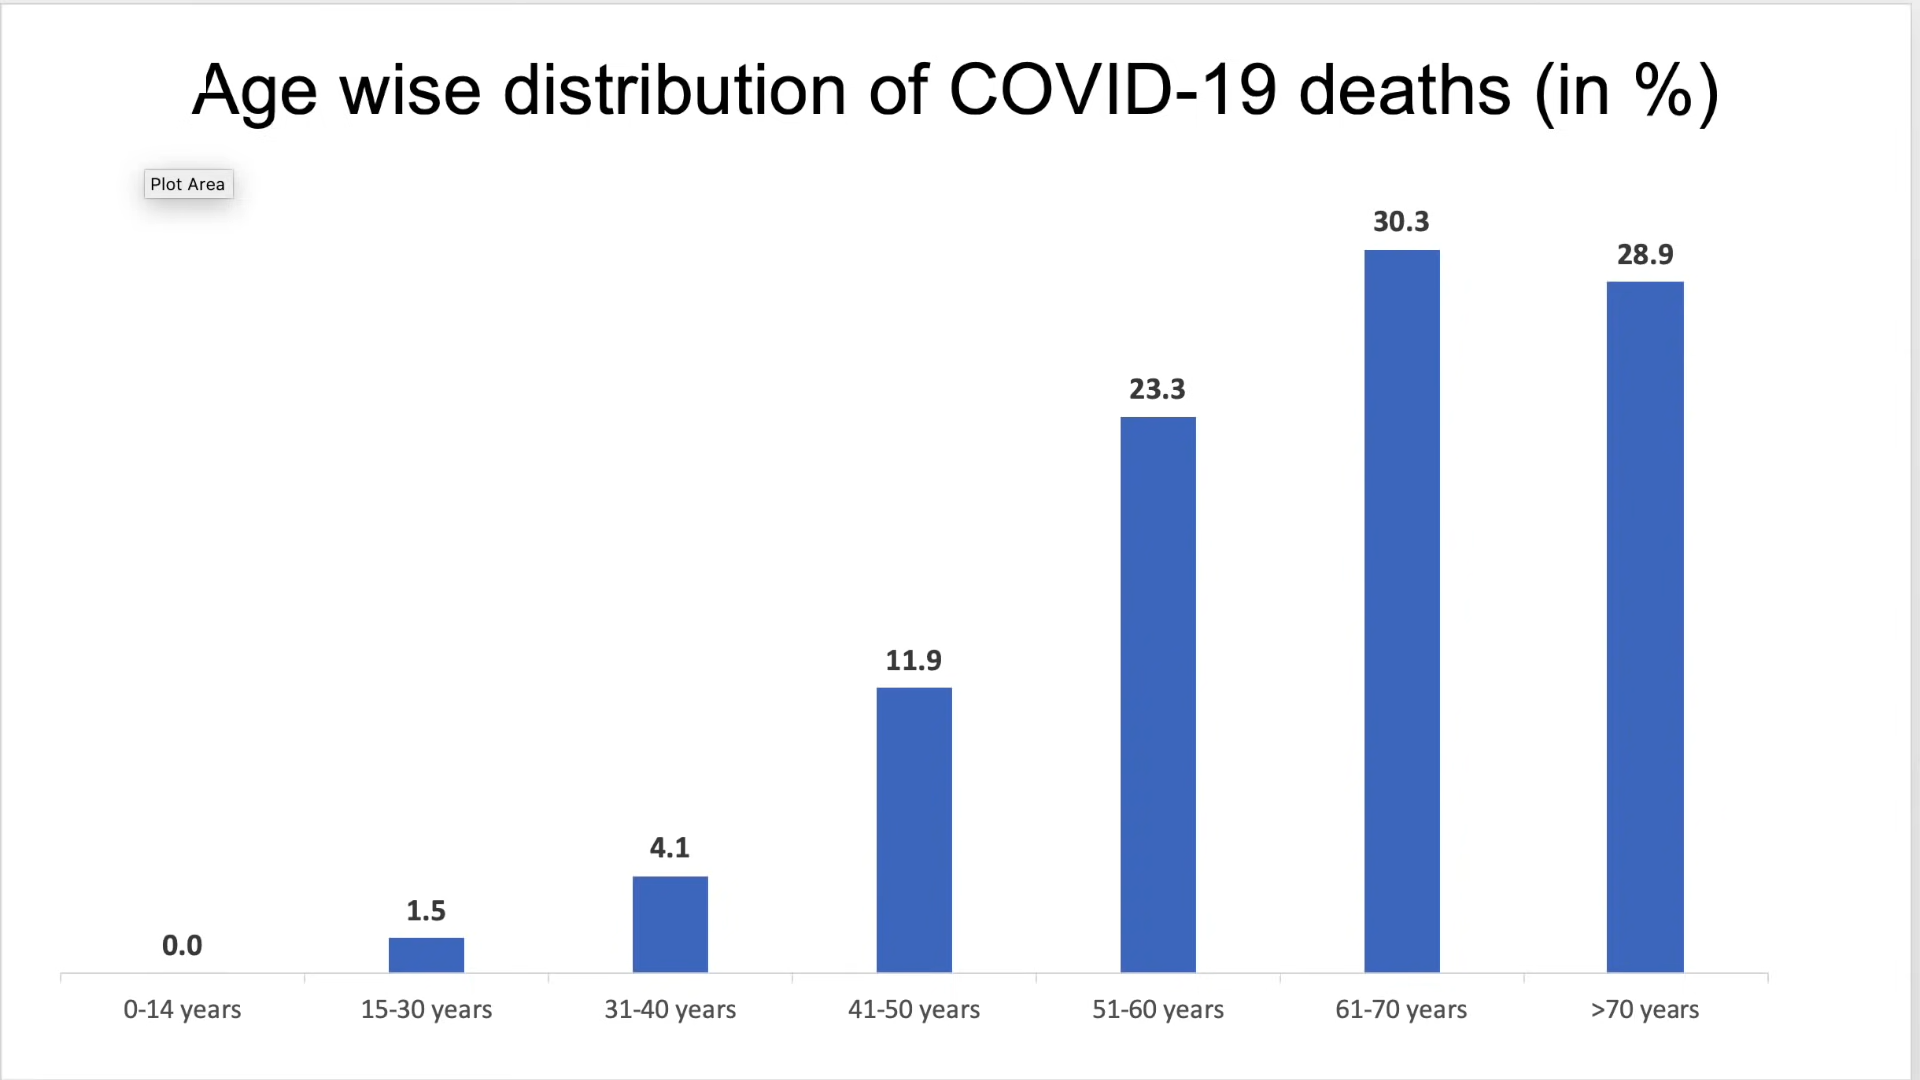 Age wise distribution of COVID-19 deaths (in %)
Plot Area
30.3
28.9
23.3
11.9
4.1
1.5
0.0
0-14 years
15-30 years
31-40 years
41-50 years
51-60 years
61-70 years
>70 years